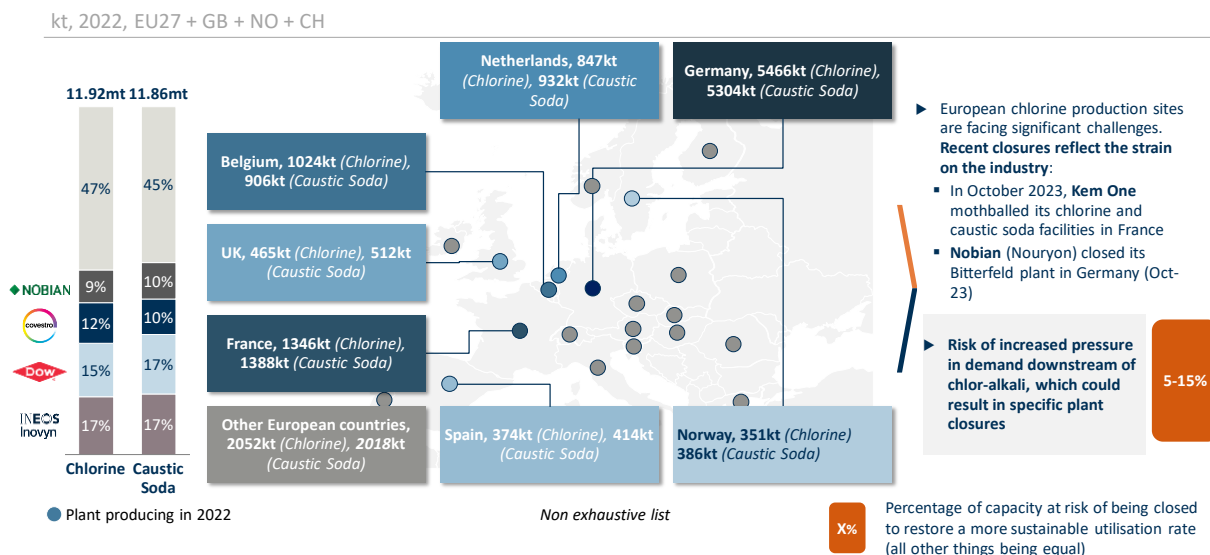 kt, 2022, EU27 + GB + NO + CH
11.92mt 11.86mt
47% 45%
NOBIAN 9% 10%
covestro 12% 10%
Dow 15% 17%
INEOS
Inovyn
17% 17%
Chlorine Caustic
Soda
Plant producing in 2022
Netherlands, 847kt
(Chlorine), 932kt (Caustic
Soda)
Germany, 5466kt (Chlorine),
5304kt (Caustic Soda)
Belgium, 1024kt (Chlorine),
906kt (Caustic Soda)
UK, 465kt (Chlorine), 512kt
(Caustic Soda)
France, 1346kt (Chlorine),
1388kt (Caustic Soda)
Other European countries,
2052kt (Chlorine), 2018kt
(Caustic Soda)
Spain, 374kt (Chlorine), 414kt
(Caustic Soda)
Norway, 351kt (Chlorine)
386kt (Caustic Soda)
Non exhaustive list
▶ European chlorine production sites
are facing significant challenges.
Recent closures reflect the strain
on the industry:
▪ In October 2023, Kem One
mothballed its chlorine and
caustic soda facilities in France
▪ Nobian (Nouryon) closed its
Bitterfeld plant in Germany (Oct-
23)
▶ Risk of increased pressure
in demand downstream of
chlor-alkali, which could
result in specific plant
closures
5-15%
X%
Percentage of capacity at risk of being closed
to restore a more sustainable utilisation rate
(all other things being equal)